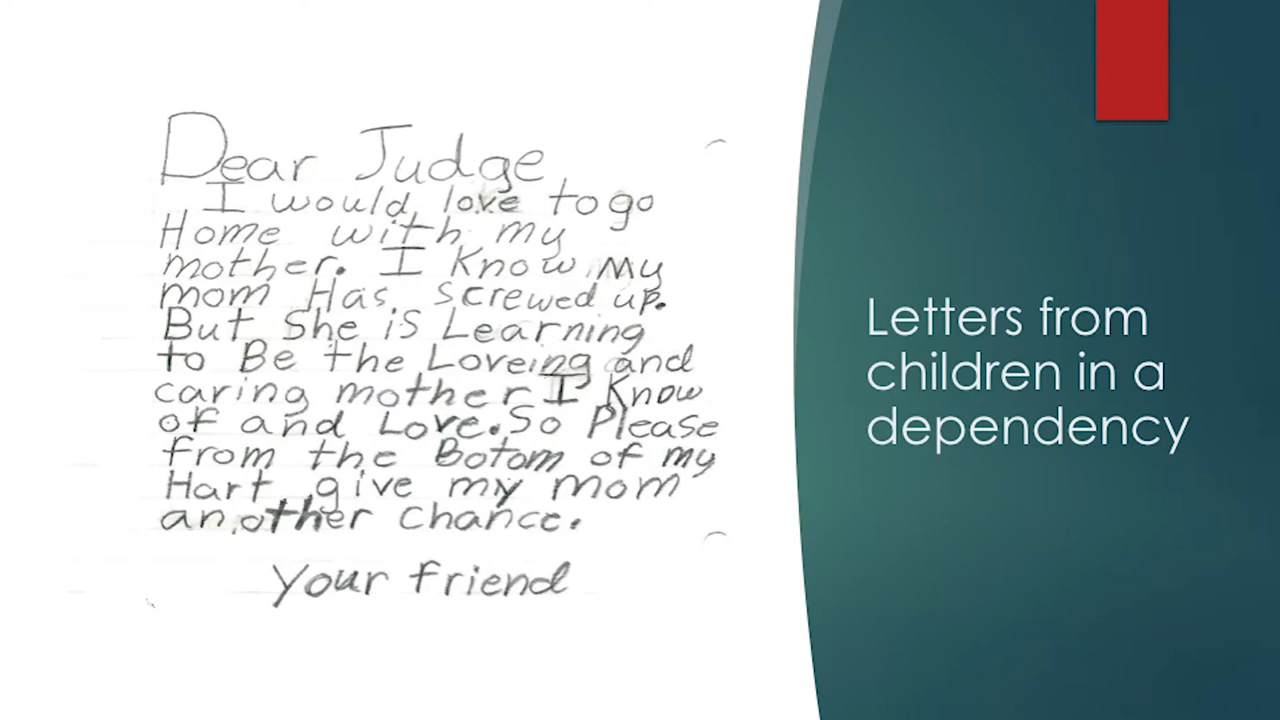 Dear Judge
I would love to go
Home with my
mother. I Know My
mom Has screwed up.
But She is Learning
to Be the Loveing and
caring mother I Know
of and Love. So Please
from the Botom of my
Hart give my mom
another chance.
your friend
Letters from
children in a
dependency